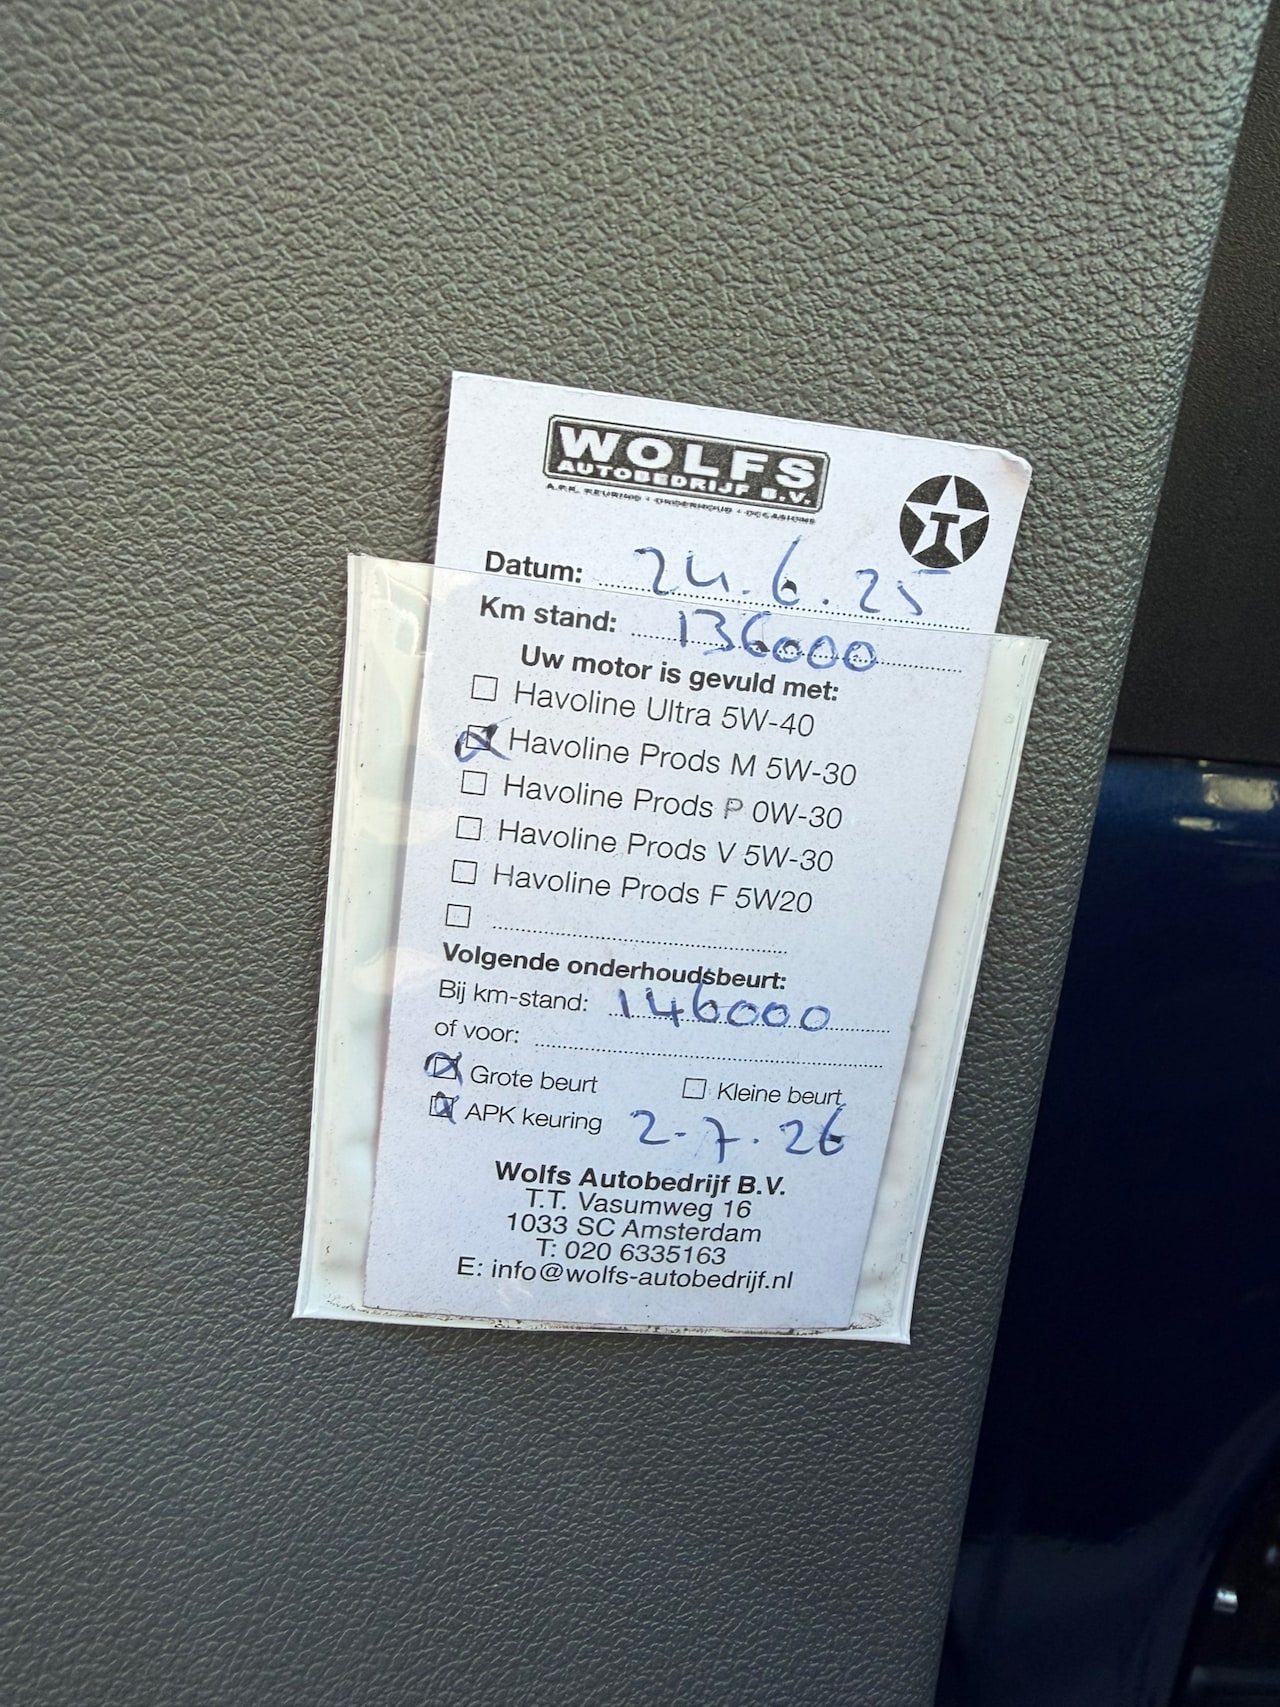 WOLFS
AUTOBEDRIJF B.V.
A.P.K. KEURING • ONDERHOUD • OCCASIONS
T
Datum: 24.6.25
Km stand: 136000
Uw motor is gevuld met:
Havoline Ultra 5W-40
Havoline Prods M 5W-30
Havoline Prods P 0W-30
Havoline Prods V 5W-30
Havoline Prods F 5W20
Volgende onderhoudsbeurt:
Bij km-stand: 146000
of voor:
Grote beurt Kleine beurt
APK keuring 2-7.26
Wolfs Autobedrijf B.V.
T.T. Vasumweg 16
1033 SC Amsterdam
T: 020 6335163
E: info@wolfs-autobedrijf.nl